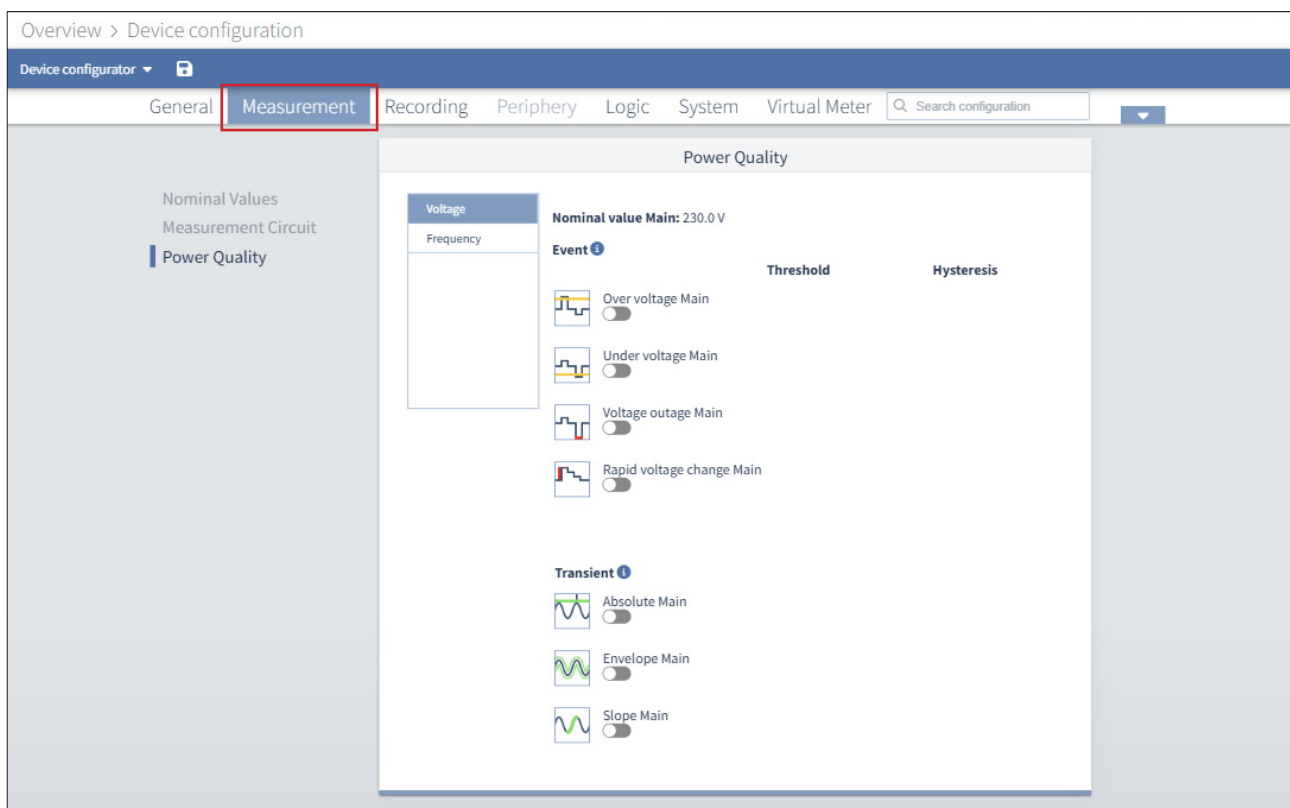 Overview > Device configuration
Device configurator
General Measurement Recording Periphery Logic System Virtual Meter Search configuration
Power Quality
Nominal Values
Measurement Circuit
Power Quality
Voltage
Frequency
Nominal value Main: 230.0 V
Event
Threshold Hysteresis
Over voltage Main
Under voltage Main
Voltage outage Main
Rapid voltage change Main
Transient
Absolute Main
Envelope Main
Slope Main